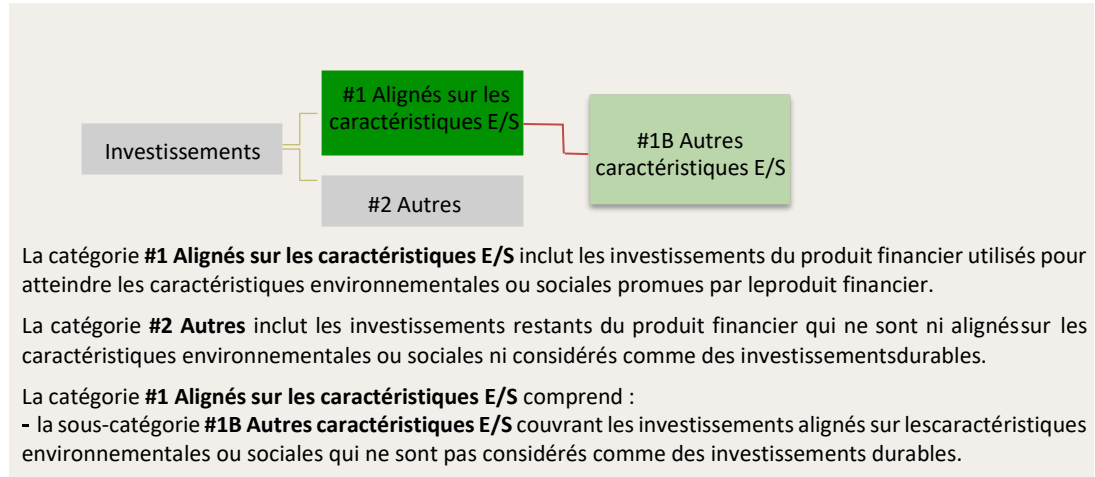 #1 Alignés sur les
caractéristiques E/S
Investissements
#1B Autres
caractéristiques E/S
#2 Autres
La catégorie #1 Alignés sur les caractéristiques E/S inclut les investissements du produit financier utilisés pour
atteindre les caractéristiques environnementales ou sociales promues par leproduit financier.
La catégorie #2 Autres inclut les investissements restants du produit financier qui ne sont ni alignéssur les
caractéristiques environnementales ou sociales ni considérés comme des investissementsdurables.
La catégorie #1 Alignés sur les caractéristiques E/S comprend :
- la sous-catégorie #1B Autres caractéristiques E/S couvrant les investissements alignés sur lescaractéristiques
environnementales ou sociales qui ne sont pas considérés comme des investissements durables.